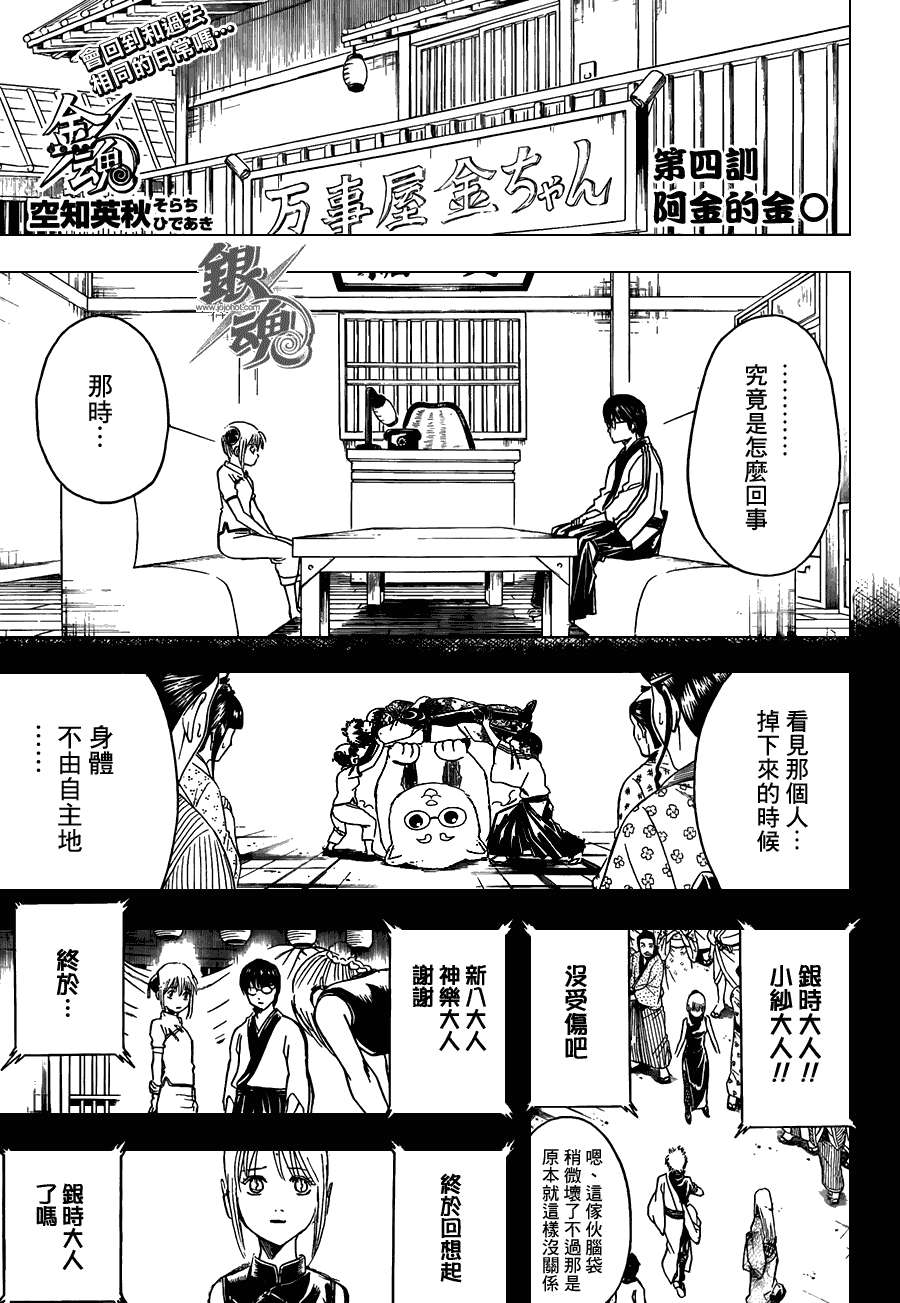 會回到和過去
相同的日常嗎…
金魂
空知英秋
そらち
ひであき
万事屋金ちゃん
第四訓
阿金的金〇
銀魂
www.jojohot.com
…………
究竟是怎麼回事
那時…
看見那個人…
掉下來的時候
身體
不由自主地
……
銀時大人!!
小紗大人!!
沒受傷吧
嗯、這傢伙腦袋
稍微壞了不過那是
原本就這樣沒關係
新八大人
神樂大人
謝謝
終於…
終於回想起
銀時大人
了嗎